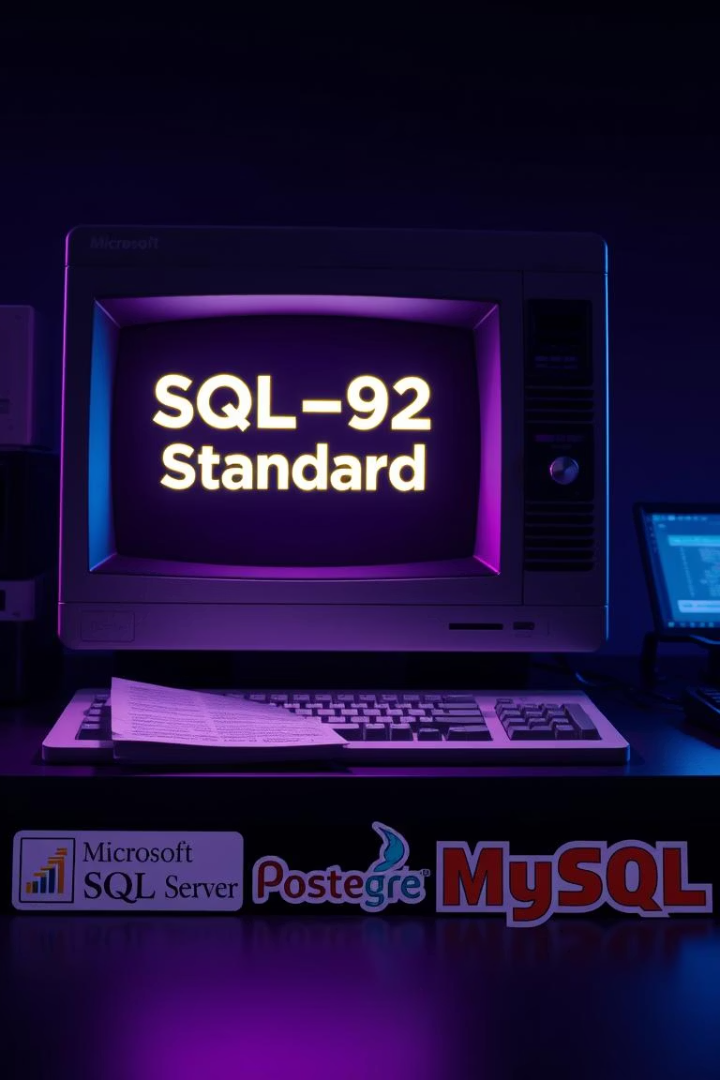 Microsoft
SQL-92
Standard
Microsoft
SQL Server
Postegre
MySQL